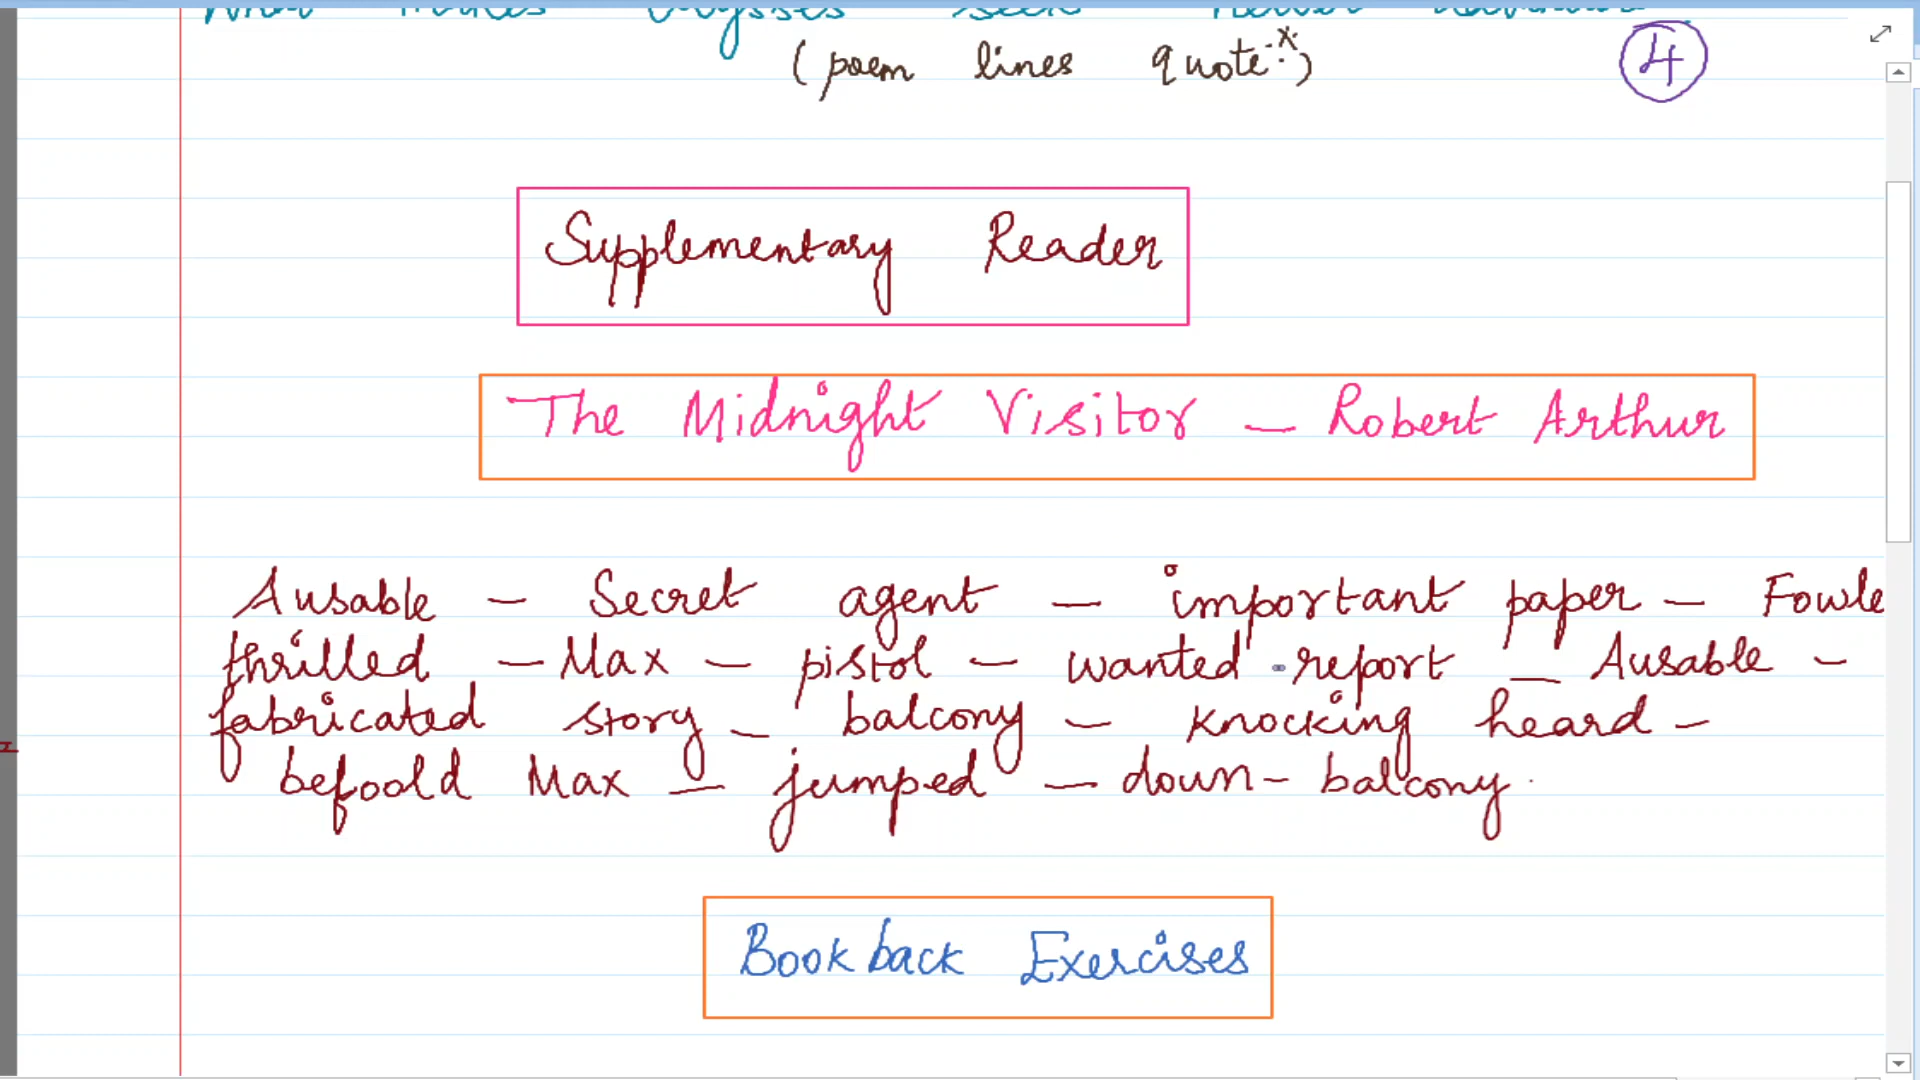 (poem lines quote:x)
4
Supplementary Reader
The Midnight Visitor – Robert Arthur
Ausable – Secret agent – important paper – Fowle
thrilled – Max – pistol – wanted report – Ausable –
fabricated story – balcony – knocking heard –
befoold Max – jumped – down – balcony.
Book back Exercises